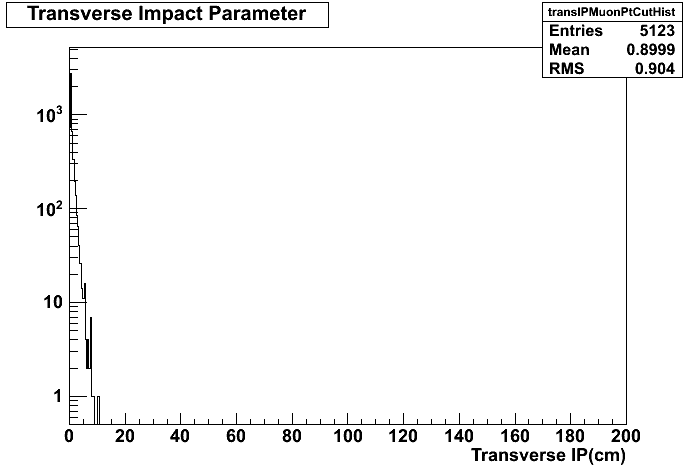 Transverse Impact Parameter
transIPMuonPtCutHist
Entries 5123
Mean 0.8999
RMS 0.904
10³
10²
10
1
0 20 40 60 80 100 120 140 160 180 200
Transverse IP(cm)